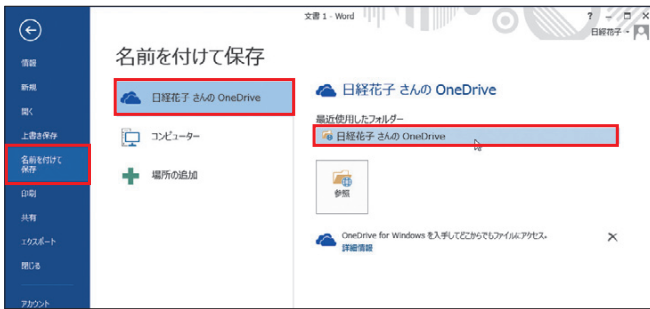 文書 1 - Word
? - □ ×
日経花子
情報
新規
開く
上書き保存
名前を付けて
保存
印刷
共有
エクスポート
閉じる
アカウント
名前を付けて保存
日経花子 さんの OneDrive
コンピューター
場所の追加
日経花子 さんの OneDrive
最近使用したフォルダー
日経花子 さんの OneDrive
参照
OneDrive for Windows を入手してどこからでもファイルにアクセス。
詳細情報